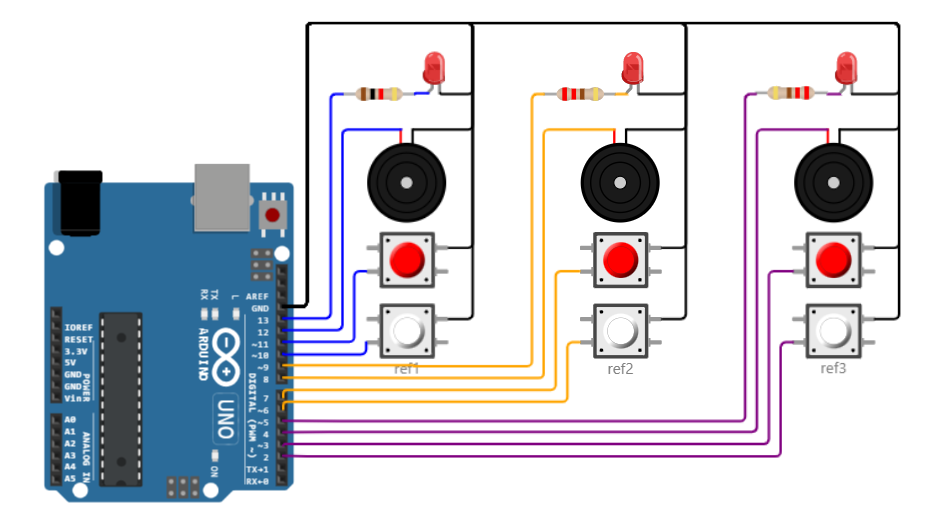 RX
TX
L
AREF
GND
13
12
~11
~10
~9
8
7
~6
~5
4
~3
2
TX→1
RX←0
DIGITAL (PWM ~)
ARDUINO
UNO
ON
IOREF
RESET
3.3V
5V
GND
GND
Vin
POWER
A0
A1
A2
A3
A4
A5
ANALOG IN
ref1
ref2
ref3